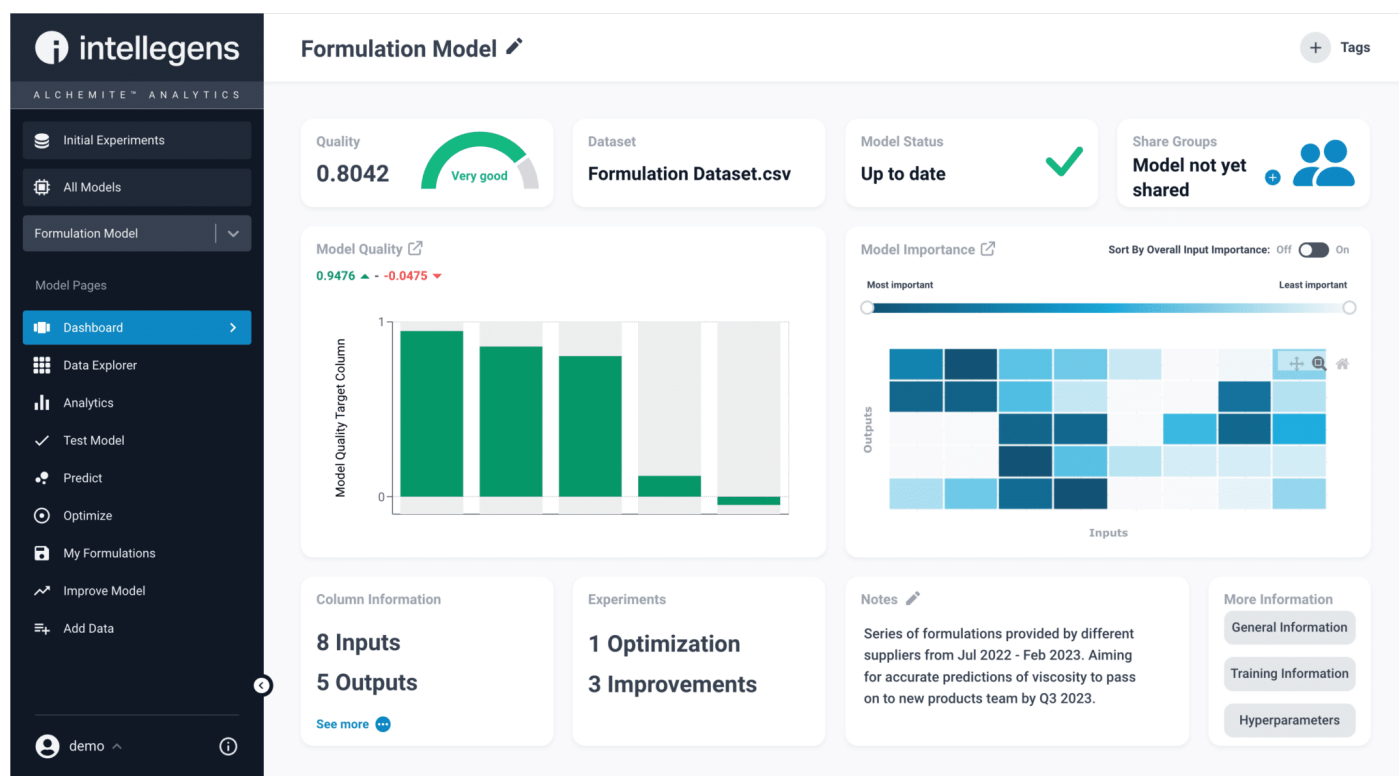 intellegens
ALCHEMITE™ ANALYTICS
Initial Experiments
All Models
Formulation Model
Model Pages
Dashboard
Data Explorer
Analytics
Test Model
Predict
Optimize
My Formulations
Improve Model
Add Data
demo
Formulation Model
Tags
Quality
0.8042
Very good
Dataset
Formulation Dataset.csv
Model Status
Up to date
Share Groups
Model not yet
shared
Model Quality
0.9476 - -0.0475
1
0
Model Quality Target Column
Model Importance
Sort By Overall Input Importance: Off On
Most important Least important
Outputs
Inputs
Column Information
8 Inputs
5 Outputs
See more
Experiments
1 Optimization
3 Improvements
Notes
Series of formulations provided by different
suppliers from Jul 2022 - Feb 2023. Aiming
for accurate predictions of viscosity to pass
on to new products team by Q3 2023.
More Information
General Information
Training Information
Hyperparameters